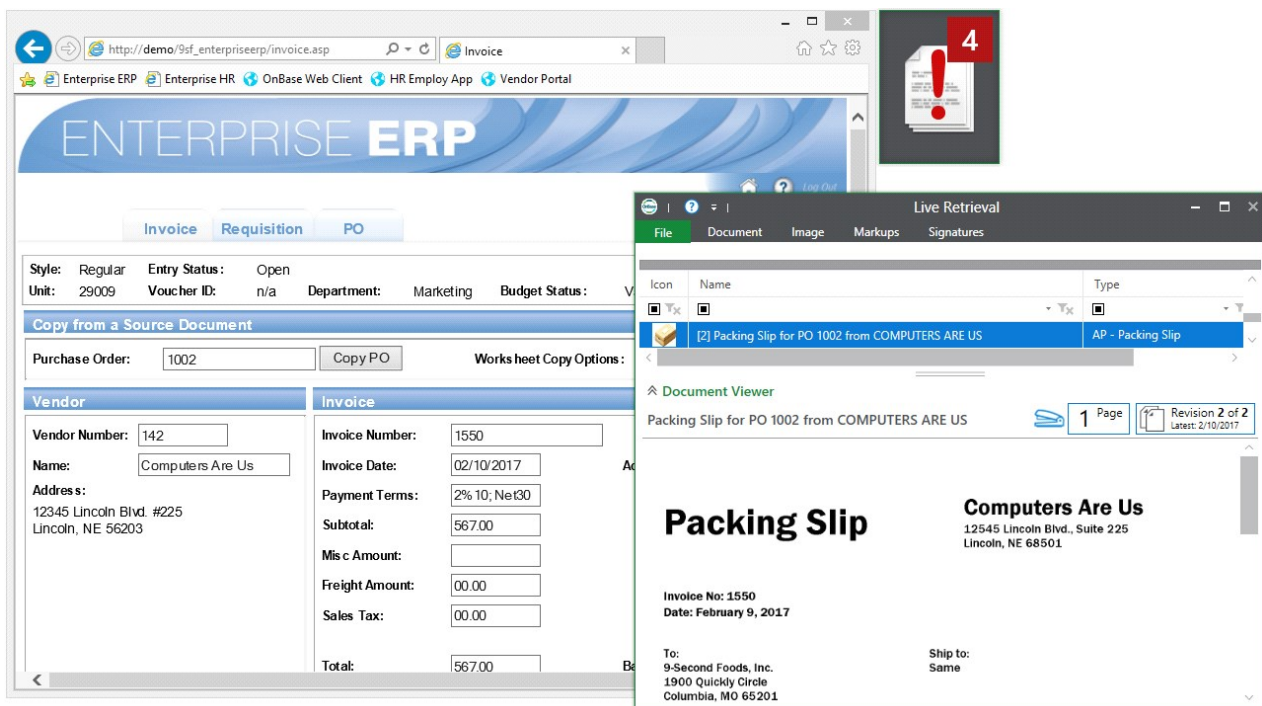 http://demo/9sf_enterpriseerp/invoice.asp
Invoice
Enterprise ERP Enterprise HR OnBase Web Client HR Employ App Vendor Portal
4
ENTERPRISE ERP
Log Out
Invoice Requisition PO
Style: Regular Entry Status: Open
Unit: 29009 Voucher ID: n/a Department: Marketing Budget Status: V
Copy from a Source Document
Purchase Order: 1002 Copy PO Worksheet Copy Options:
Vendor
Vendor Number: 142
Name: Computers Are Us
Address:
12345 Lincoln Blvd. #225
Lincoln, NE 56203
Invoice
Invoice Number: 1550
Invoice Date: 02/10/2017
Payment Terms: 2% 10; Net30
Subtotal: 567.00
Misc Amount:
Freight Amount: 00.00
Sales Tax: 00.00
Total: 567.00
Live Retrieval
File Document Image Markups Signatures
Icon Name Type
[2] Packing Slip for PO 1002 from COMPUTERS ARE US AP - Packing Slip
Document Viewer
Packing Slip for PO 1002 from COMPUTERS ARE US
1 Page
Revision 2 of 2
Latest: 2/10/2017
Packing Slip
Computers Are Us
12545 Lincoln Blvd., Suite 225
Lincoln, NE 68501
Invoice No: 1550
Date: February 9, 2017
To:
9-Second Foods, Inc.
1900 Quickly Circle
Columbia, MO 65201
Ship to:
Same